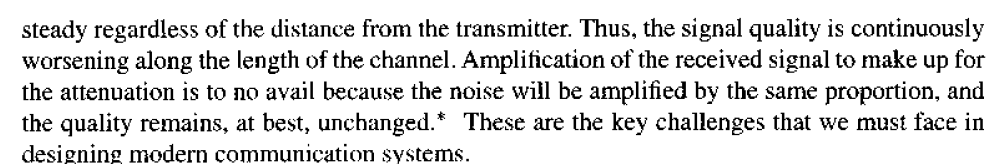 steady regardless of the distance from the transmitter. Thus, the signal quality is continuously
worsening along the length of the channel. Amplification of the received signal to make up for
the attenuation is to no avail because the noise will be amplified by the same proportion, and
the quality remains, at best, unchanged.* These are the key challenges that we must face in
designing modern communication systems.